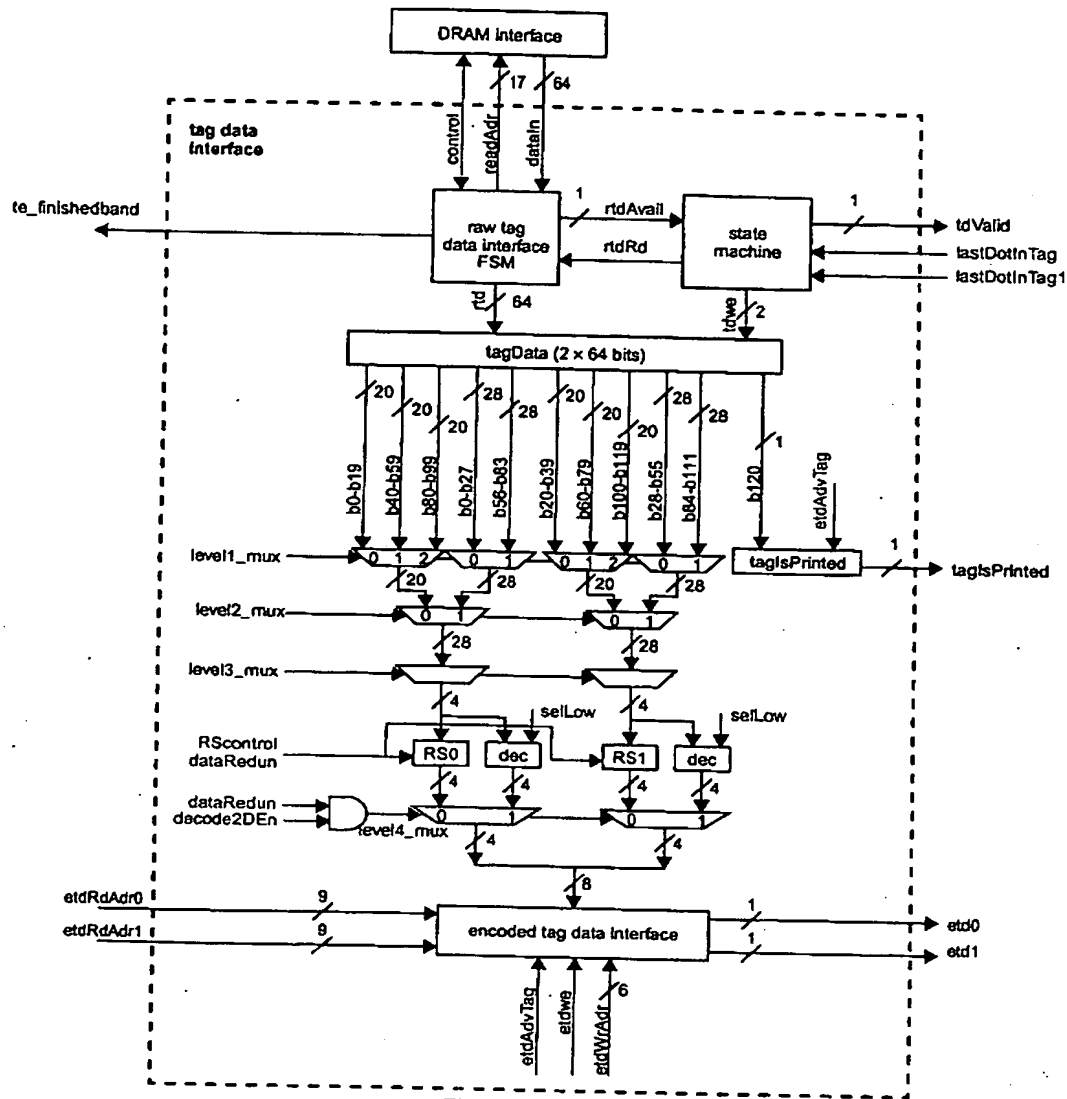 DRAM interface
17
64
tag data
interface
control
readAdr
dataIn
te_finishedband
raw tag
data interface
FSM
1
rtdAvail
rtdRd
state
machine
1
tdValid
lastDotInTag
lastDotInTag1
rtd
64
tdwe
2
tagData (2 × 64 bits)
20
20
20
28
28
20
20
20
28
28
1
b0-b19
b40-b59
b80-b99
b0-b27
b56-b83
b20-b39
b60-b79
b100-b119
b28-b55
b84-b111
b120
etdAdvTag
level1_mux
0 1 2
0 1
0 1 2
0 1
tagIsPrinted
1
tagIsPrinted
20
28
20
28
level2_mux
0 1
0 1
28
28
level3_mux
4
4
selLow
selLow
RScontrol
dataRedun
RS0
dec
RS1
dec
4
4
4
4
dataRedun
decode2DEn
level4_mux
0 1
0 1
4
4
8
etdRdAdr0
9
etdRdAdr1
9
encoded tag data interface
1
etd0
1
etd1
etdAdvTag
etdwe
etdWrAdr
6